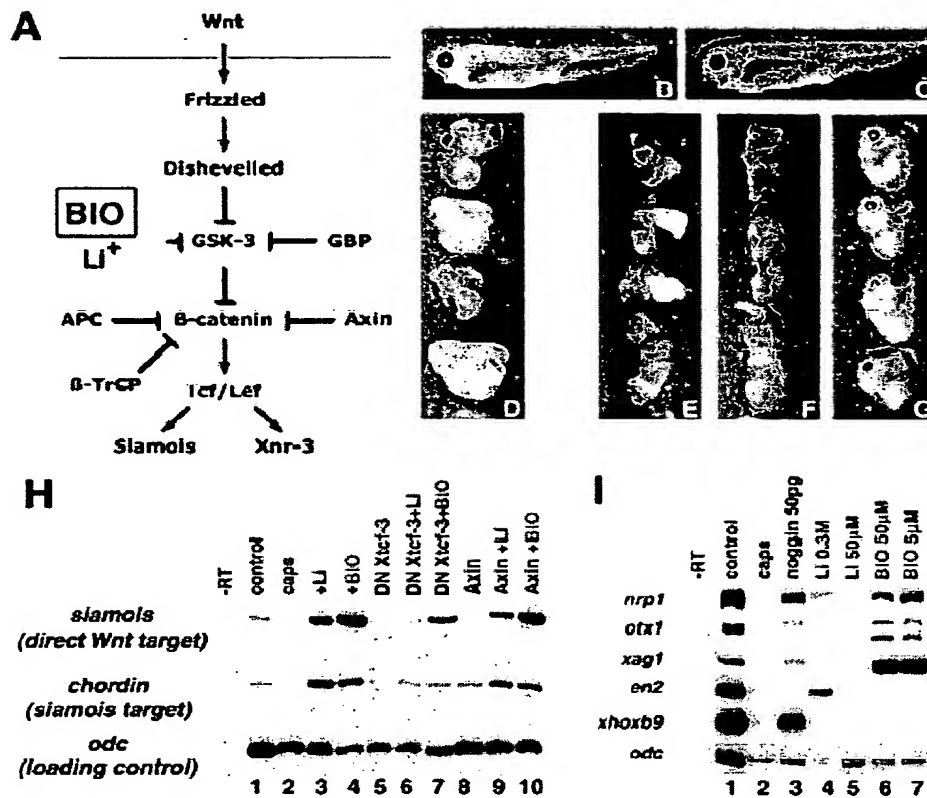 A
Wnt
Frizzled
Dishevelled
BIO
Li+
GSK-3
GBP
APC
B-catenin
Axin
ß-TrCP
Tcf/Lef
Siamois
Xnr-3
B
C
D
E
F
G
H
-RT
control
caps
+Li
+BIO
DN Xtcf-3
DN Xtcf-3+Li
DN Xtcf-3+BIO
Axin
Axin +Li
Axin +BIO
siamois
(direct Wnt target)
chordin
(siamois target)
odc
(loading control)
1 2 3 4 5 6 7 8 9 10
I
-RT
control
caps
noggin 50pg
Li 0.3M
Li 50µM
BIO 50µM
BIO 5µM
nrp1
otx1
xag1
en2
xhoxb9
odc
1 2 3 4 5 6 7